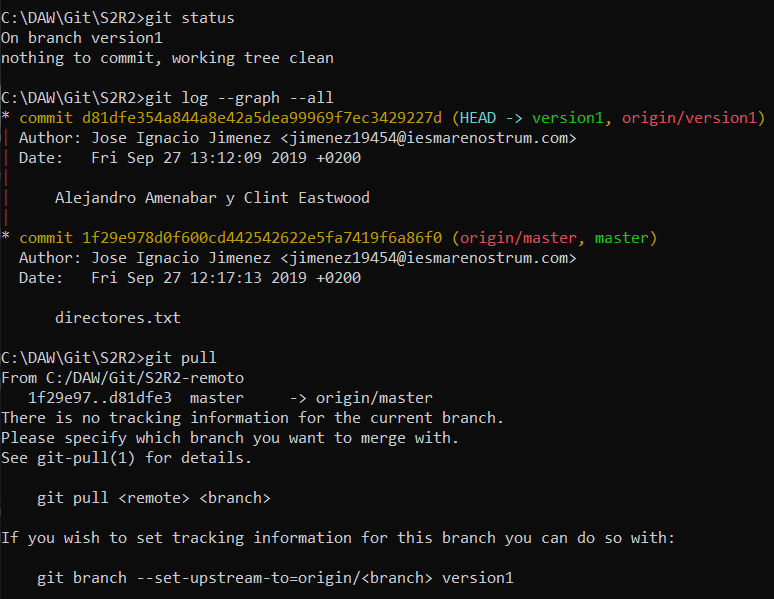 C:\DAW\Git\S2R2>git status
On branch version1
nothing to commit, working tree clean
C:\DAW\Git\S2R2>git log --graph --all
* commit d81dfe354a844a8e42a5dea99969f7ec3429227d (HEAD -> version1, origin/version1)
| Author: Jose Ignacio Jimenez <jimenez19454@iesmarenostrum.com>
| Date:   Fri Sep 27 13:12:09 2019 +0200
|
|     Alejandro Amenabar y Clint Eastwood
|
* commit 1f29e978d0f600cd442542622e5fa7419f6a86f0 (origin/master, master)
  Author: Jose Ignacio Jimenez <jimenez19454@iesmarenostrum.com>
  Date:   Fri Sep 27 12:17:13 2019 +0200
      directores.txt
C:\DAW\Git\S2R2>git pull
From C:/DAW/Git/S2R2-remoto
   1f29e97..d81dfe3  master     -> origin/master
There is no tracking information for the current branch.
Please specify which branch you want to merge with.
See git-pull(1) for details.
    git pull <remote> <branch>
If you wish to set tracking information for this branch you can do so with:
    git branch --set-upstream-to=origin/<branch> version1